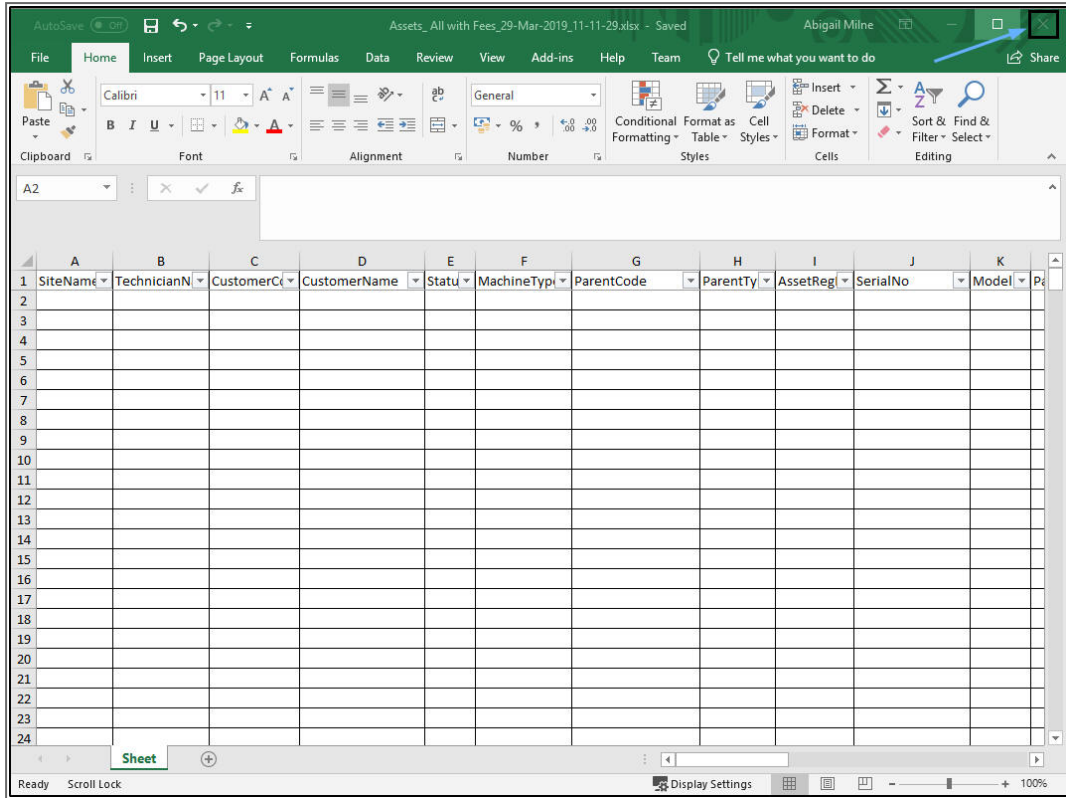 AutoSave Off Assets_ All with Fees_29-Mar-2019_11-11-29.xlsx - Saved Abigail Milne
File Home Insert Page Layout Formulas Data Review View Add-ins Help Team Tell me what you want to do Share
Calibri 11 A A ab General Insert Σ A
Paste B I U A % , Conditional Format as Cell Delete Z Sort & Find &
Formatting Table Styles Format Filter Select
Clipboard Font Alignment Number Styles Cells Editing
A2 fx
A B C D E F G H I J K
1 SiteName TechnicianN CustomerCo CustomerName Statu MachineType ParentCode ParentTy AssetRegI SerialNo Model Pa
2
3
4
5
6
7
8
9
10
11
12
13
14
15
16
17
18
19
20
21
22
23
24
Sheet
Ready Scroll Lock Display Settings - + 100%